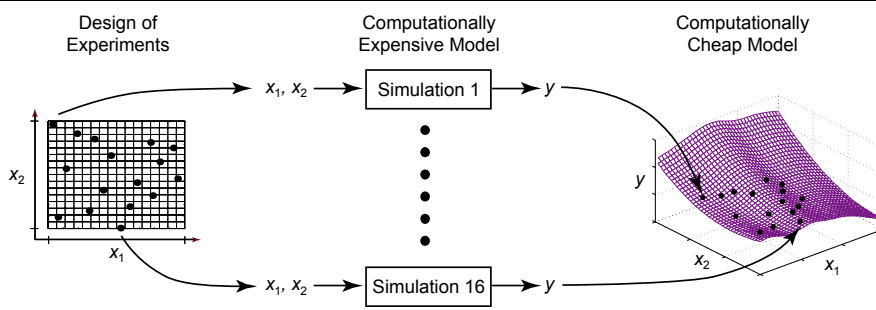 Design of
Experiments
Computationally
Expensive Model
Computationally
Cheap Model
x₁, x₂
Simulation 1
y
x₂
x₁
y
x₂
x₁
x₁, x₂
Simulation 16
y